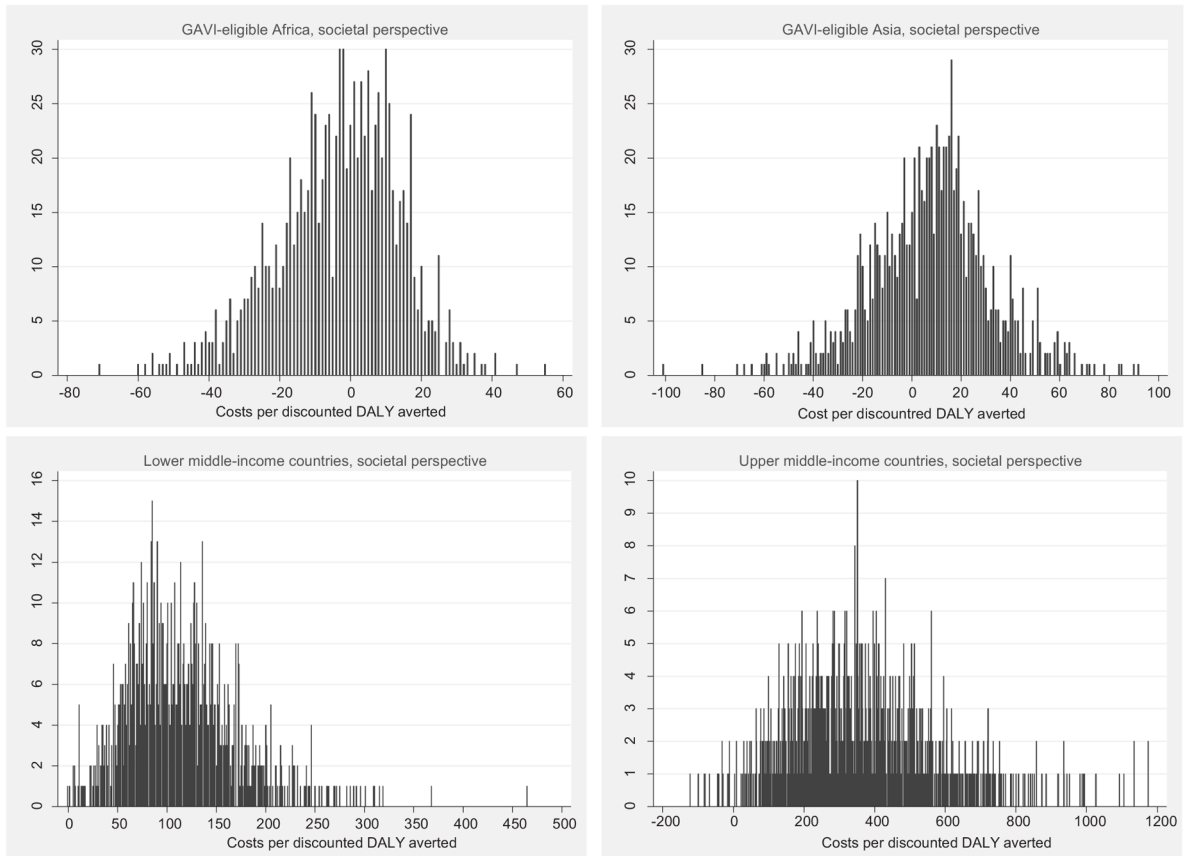 GAVI-eligible Africa, societal perspective
30
25
20
15
10
5
0
-80 -60 -40 -20 0 20 40 60
Costs per discounted DALY averted
GAVI-eligible Asia, societal perspective
30
25
20
15
10
5
0
-100 -80 -60 -40 -20 0 20 40 60 80 100
Cost per discountred DALY averted
Lower middle-income countries, societal perspective
16
14
12
10
8
6
4
2
0
0 50 100 150 200 250 300 350 400 450 500
Costs per discounted DALY averted
Upper middle-income countries, societal perspective
10
9
8
7
6
5
4
3
2
1
0
-200 0 200 400 600 800 1000 1200
Costs per discounted DALY averted